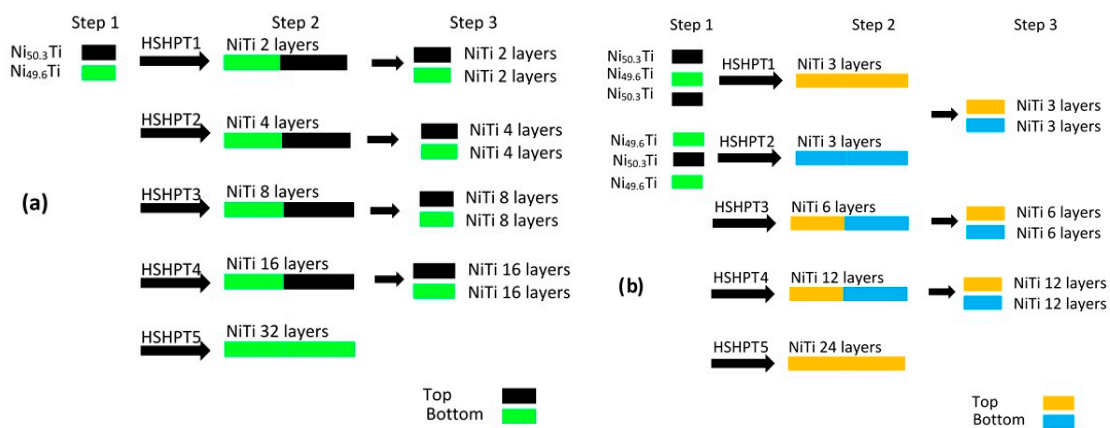 Step 1 Step 2 Step 3
Ni50.3Ti
Ni49.6Ti
HSHPT1
NiTi 2 layers
NiTi 2 layers
NiTi 2 layers
HSHPT2
NiTi 4 layers
NiTi 4 layers
NiTi 4 layers
(a)
HSHPT3
NiTi 8 layers
NiTi 8 layers
NiTi 8 layers
HSHPT4
NiTi 16 layers
NiTi 16 layers
NiTi 16 layers
HSHPT5
NiTi 32 layers
Top
Bottom
Step 1 Step 2 Step 3
Ni50.3Ti
Ni49.6Ti
Ni50.3Ti
HSHPT1
NiTi 3 layers
NiTi 3 layers
NiTi 3 layers
Ni49.6Ti
Ni50.3Ti
Ni49.6Ti
HSHPT2
NiTi 3 layers
HSHPT3
NiTi 6 layers
NiTi 6 layers
NiTi 6 layers
(b)
HSHPT4
NiTi 12 layers
NiTi 12 layers
NiTi 12 layers
HSHPT5
NiTi 24 layers
Top
Bottom